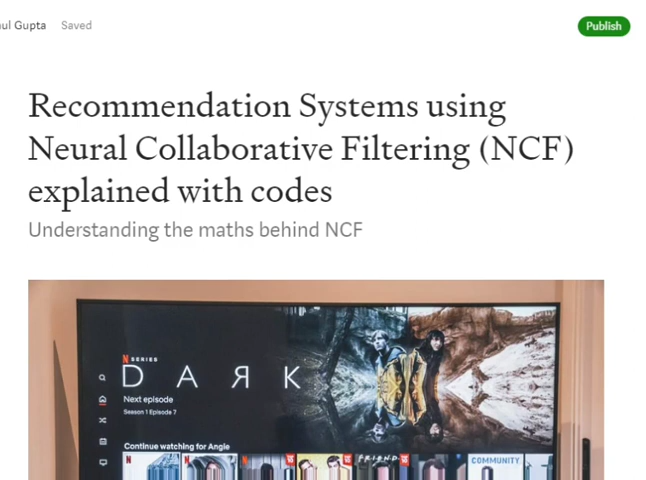 ul Gupta Saved
Publish
Recommendation Systems using
Neural Collaborative Filtering (NCF)
explained with codes
Understanding the maths behind NCF
N SERIES
DARK
Next episode
Season 1 Episode 7
Continue watching for Angie
FRIENDS
COMMUNITY